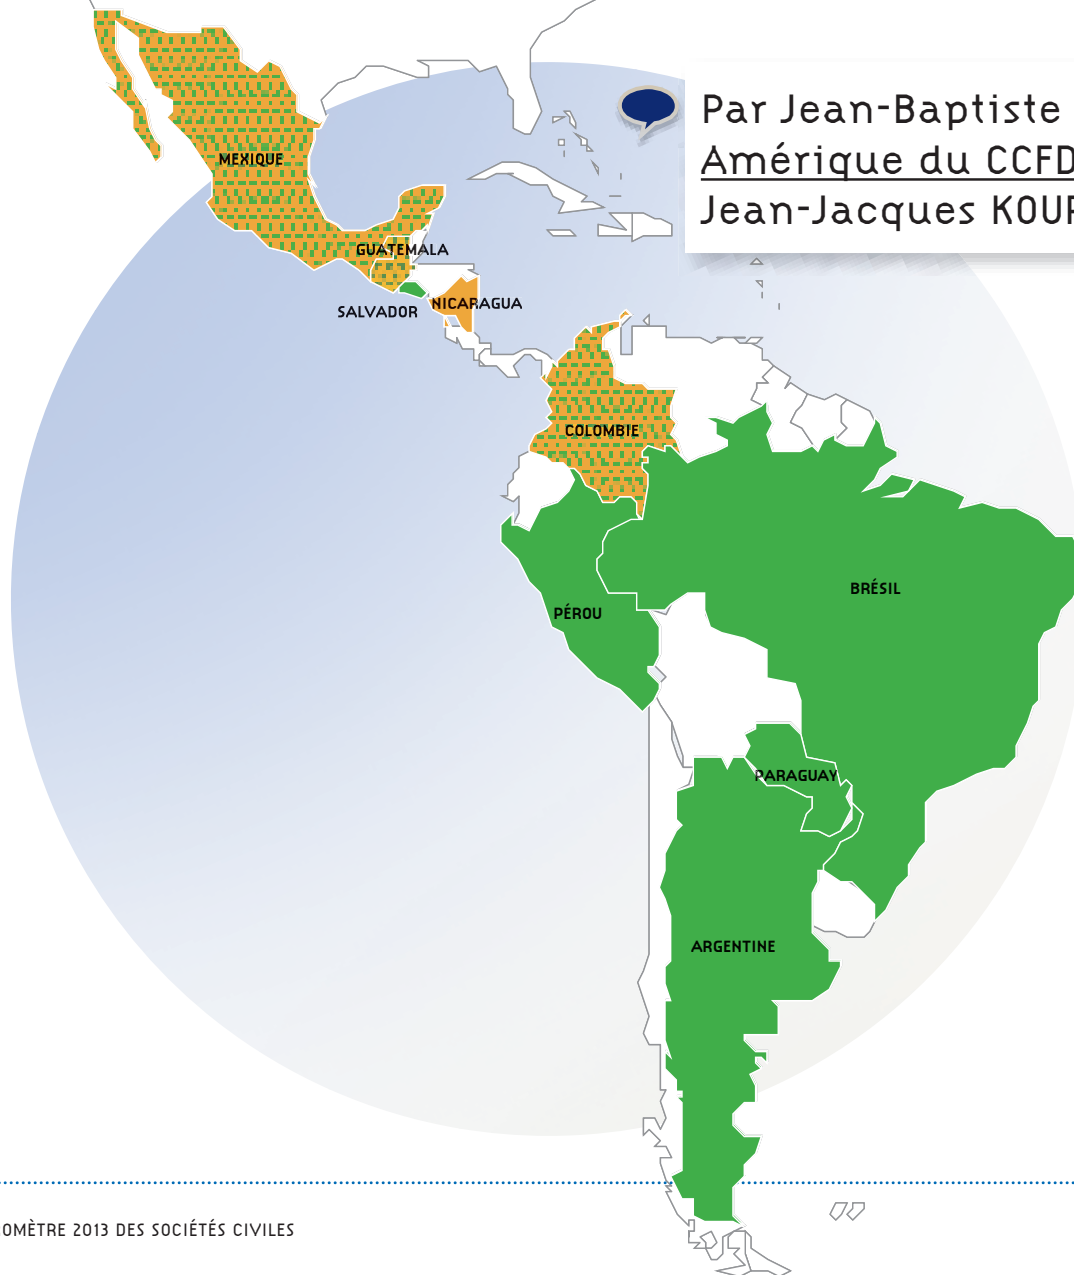 Par Jean-Baptiste
Amérique du CCFD
Jean-Jacques
MEXIQUE
GUATEMALA
SALVADOR
NICARAGUA
COLOMBIE
BRÉSIL
PÉROU
PARAGUAY
ARGENTINE
2013 DES SOCIÉTÉS CIVILES